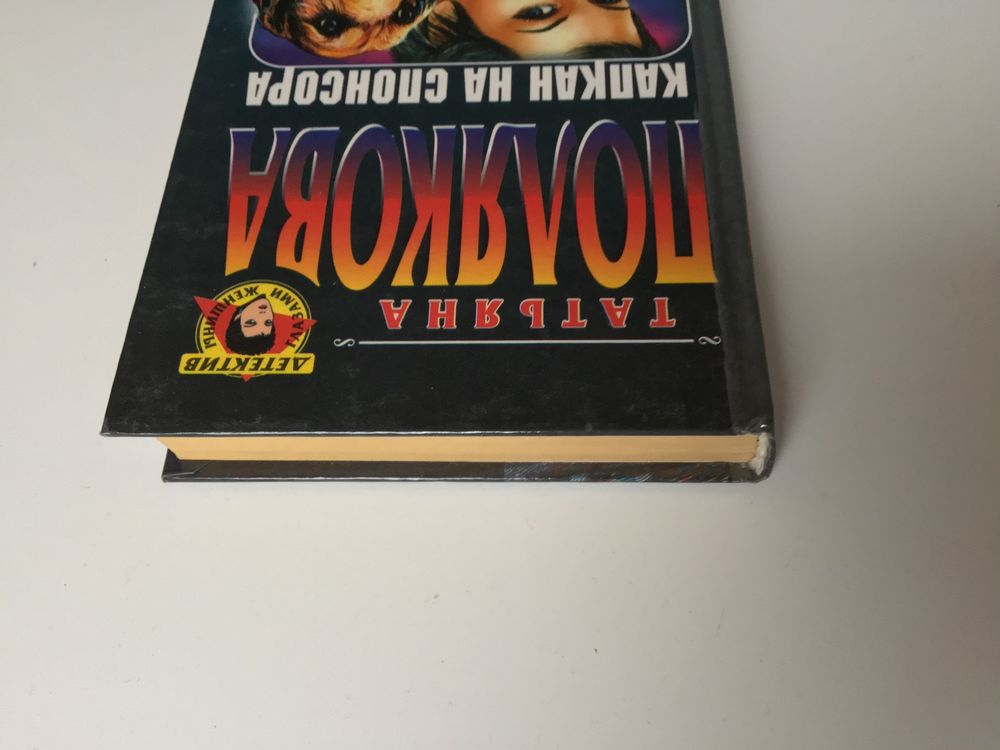 ДЕТЕКТИВ
ГЛАЗАМИ ЖЕНЩИНЫ
ТАТЬЯНА
ПОЛЯКОВА
КАПКАН НА СПОНСОРА